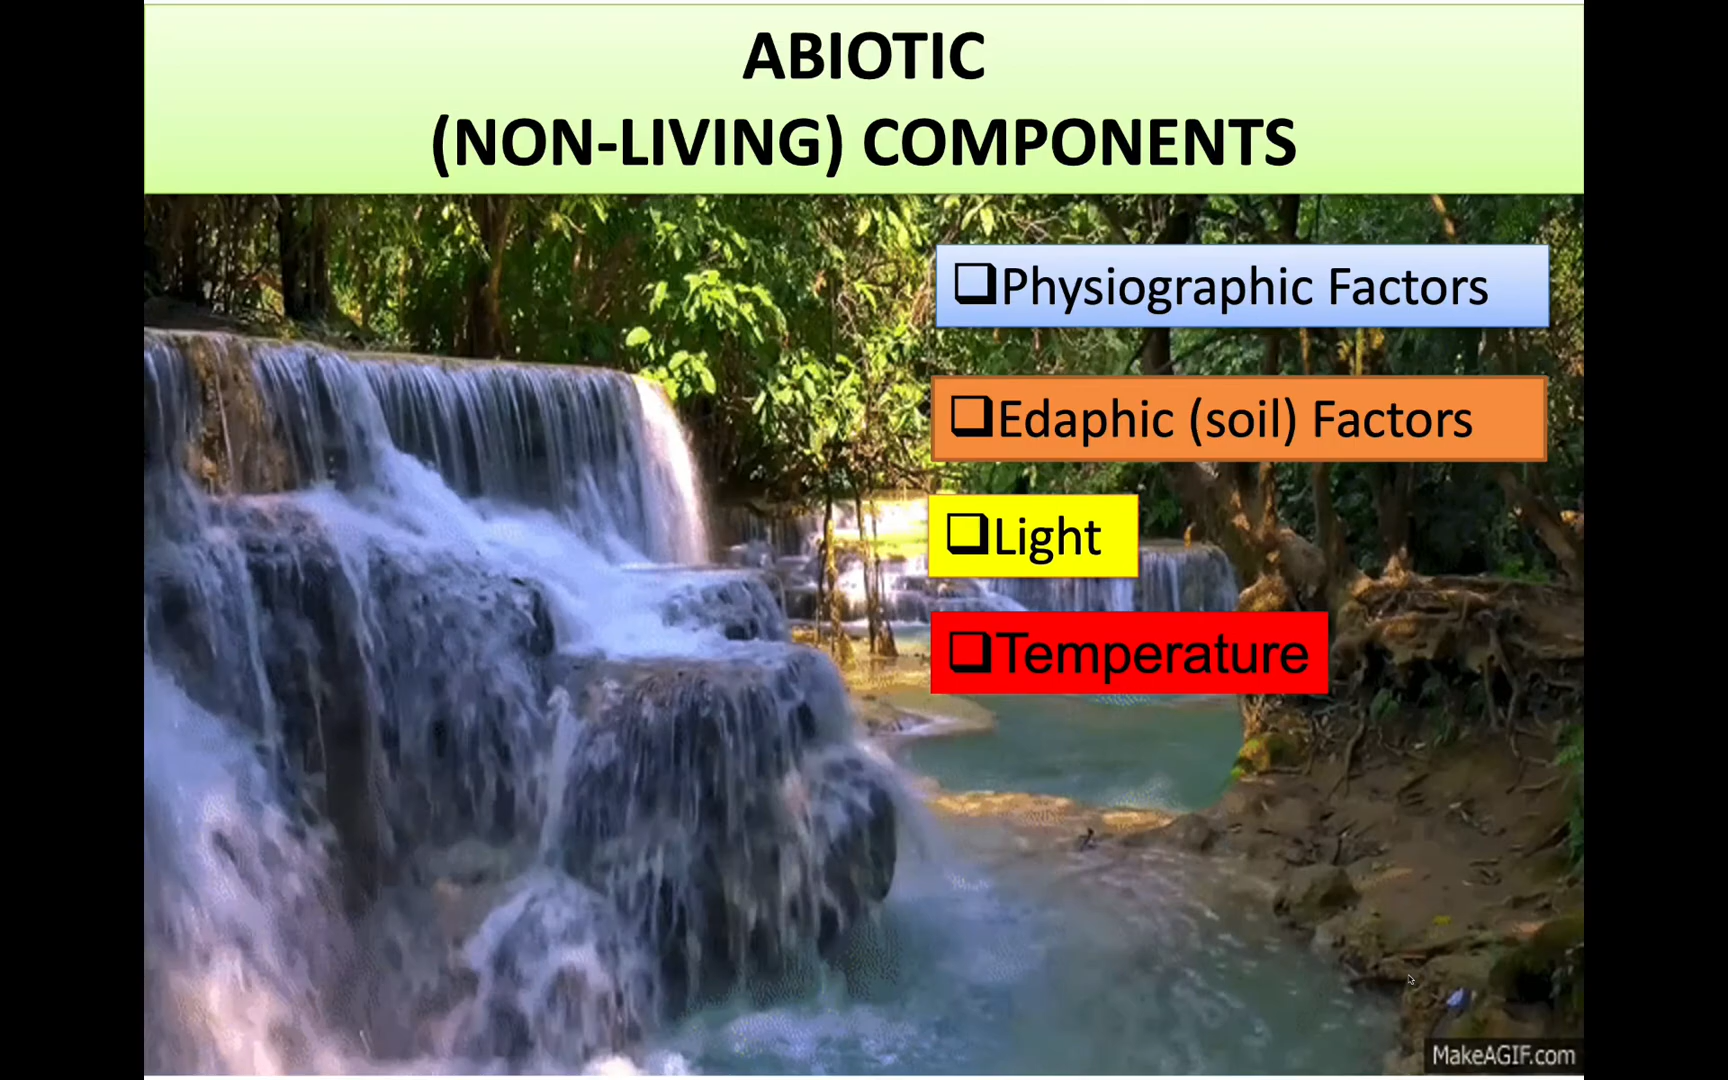 ABIOTIC
(NON-LIVING) COMPONENTS
❑Physiographic Factors
❑Edaphic (soil) Factors
❑Light
❑Temperature
MakeAGIF.com